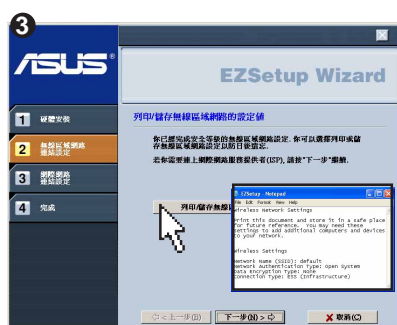 3
ASUS®
EZSetup Wizard
1 硬體安裝
2 無線區域網路
連結設定
3 網際網路
連結設定
4 完成
列印/儲存無線區域網路的設定值
你已經完成安全等級的無線區域網路設定. 你可以選擇列印或儲
存無線區域網路設定以防日後遺忘.
若你需要連上網際網路服務提供者(ISP), 請按"下一步"繼續.
列印/儲存無線
EZSetup - Notepad
File Edit Format View Help
Wireless Network Settings
Print this document and store it in a safe place
for future reference. You may need these
settings to add additional computers and devices
to your network.
Wireless Settings
Network Name (SSID): default
Network Authentication Type: Open System
Data Encryption Type: None
Connection Type: ESS (Infrastructure)
< 上一步(B)
下一步(N) >
取消(C)